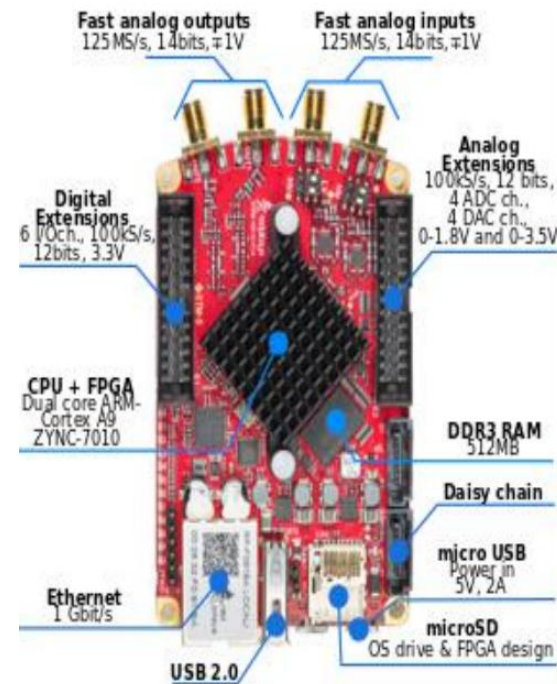 Fast analog outputs
125MS/s, 14bits,∓1V
Fast analog inputs
125MS/s, 14bits,∓1V
Digital
Extensions
6 I/Och., 100kS/s,
12bits, 3.3V
Analog
Extensions
100kS/s, 12 bits,
4 ADC ch.,
4 DAC ch.,
0-1.8V and 0-3.5V
CPU + FPGA
Dual core ARM-
Cortex A9
ZYNC-7010
DDR3 RAM
512MB
Daisy chain
micro USB
Power in
5V, 2A
Ethernet
1 Gbit/s
microSD
OS drive & FPGA design
USB 2.0